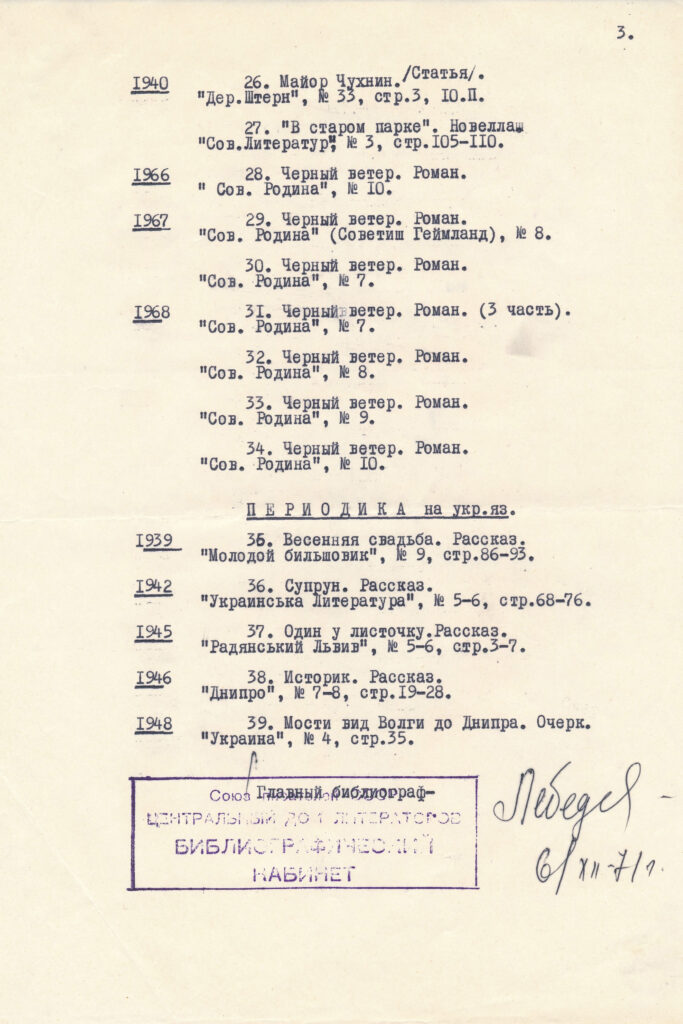 3.
1940 26. Майор Чухнин. /Статья/.
"Дер.Штерн", № 33, стр.3, Ю.П.
27. "В старом парке". Новеллаш
"Сов.Литератур", № 3, стр.105-110.
1966 28. Черный ветер. Роман.
" Сов. Родина", № 10.
1967 29. Черный ветер. Роман.
"Сов. Родина" (Советиш Геймланд), № 8.
30. Черный ветер. Роман.
"Сов. Родина", № 7.
1968 31. Черный ветер. Роман. (3 часть).
"Сов. Родина", № 7.
32. Черный ветер. Роман.
"Сов. Родина", № 8.
33. Черный ветер. Роман.
"Сов. Родина", № 9.
34. Черный ветер. Роман.
"Сов. Родина", № 10.
П Е Р И О Д И К А на укр.яз.
1939 35. Весенняя свадьба. Рассказ.
"Молодой бильшовик", № 9, стр.86-93.
1942 36. Супрун. Рассказ.
"Украинська Литература", № 5-6, стр.68-76.
1945 37. Один у листочку.Рассказ.
"Радянський Львив", № 5-6, стр.3-7.
1946 38. Историк. Рассказ.
"Днипро", № 7-8, стр.19-28.
1948 39. Мости вид Волги до Днипра. Очерк.
"Украина", № 4, стр.35.
Главный библиограф-
Союз писателей СССР
ЦЕНТРАЛЬНЫЙ ДОМ ЛИТЕРАТОРОВ
БИБЛИОГРАФИЧЕСКИЙ
КАБИНЕТ
6/XII-71г.